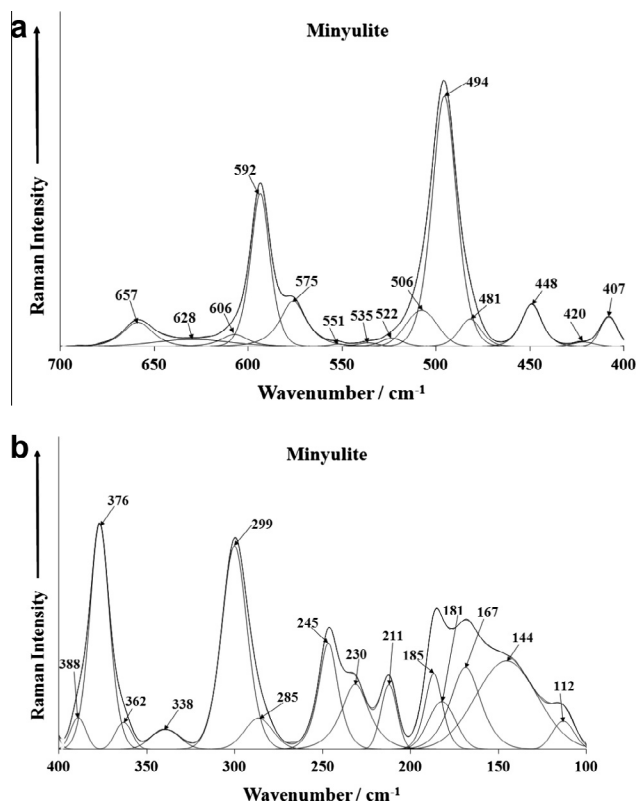 a
Minyulite
494
592
657
628
606
575
551
535
522
506
481
448
420
407
Raman Intensity
700 650 600 550 500 450 400
Wavenumber / cm-1
b
Minyulite
376
299
388
362
338
285
245
230
211
185
181
167
144
112
Raman Intensity
400 350 300 250 200 150 100
Wavenumber / cm-1